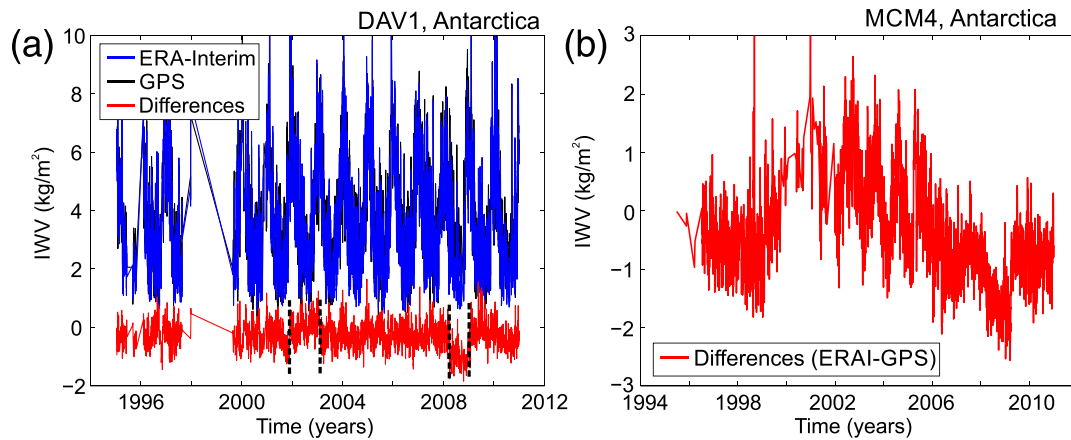 (a)
DAV1, Antarctica
IWV (kg/m²)
10
8
6
4
2
0
−2
ERA-Interim
GPS
Differences
1996
2000
2004
2008
2012
Time (years)
(b)
MCM4, Antarctica
IWV (kg/m²)
3
2
1
0
−1
−2
−3
Differences (ERAI-GPS)
1994
1998
2002
2006
2010
Time (years)